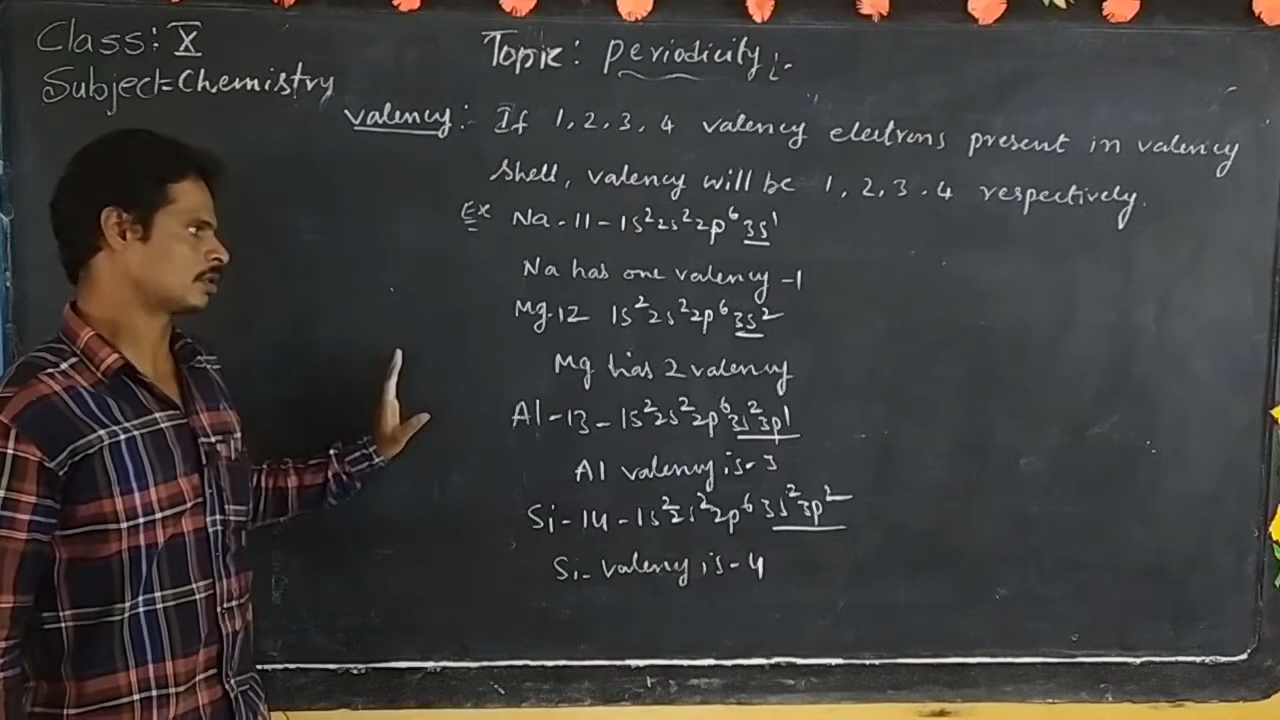 Class: X
Subject=Chemistry
Topic: periodicity:-
valency:- If 1, 2, 3, 4 valency electrons present in valency
shell, valency will be 1, 2, 3, 4 respectively.
Ex Na-11-1s²2s²2p⁶3s¹
Na has one valency-1
Mg-12 1s²2s²2p⁶3s²
Mg has 2 valency
Al-13-1s²2s²2p⁶3s²3p¹
Al valency is-3
Si-14-1s²2s²2p⁶3s²3p²
Si-valency is-4